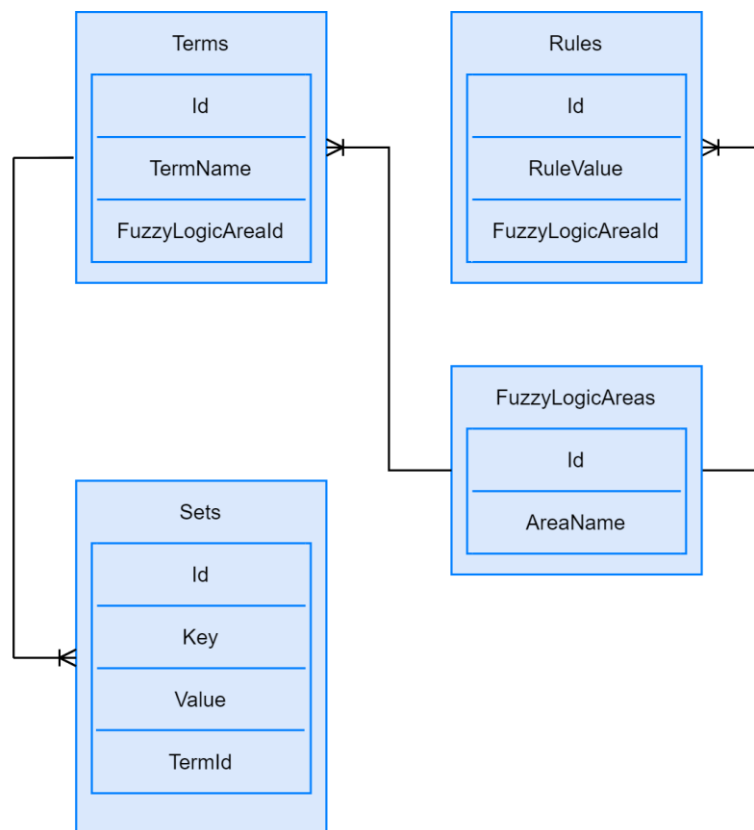 Terms
Id
TermName
FuzzyLogicAreaId
Rules
Id
RuleValue
FuzzyLogicAreaId
FuzzyLogicAreas
Id
AreaName
Sets
Id
Key
Value
TermId